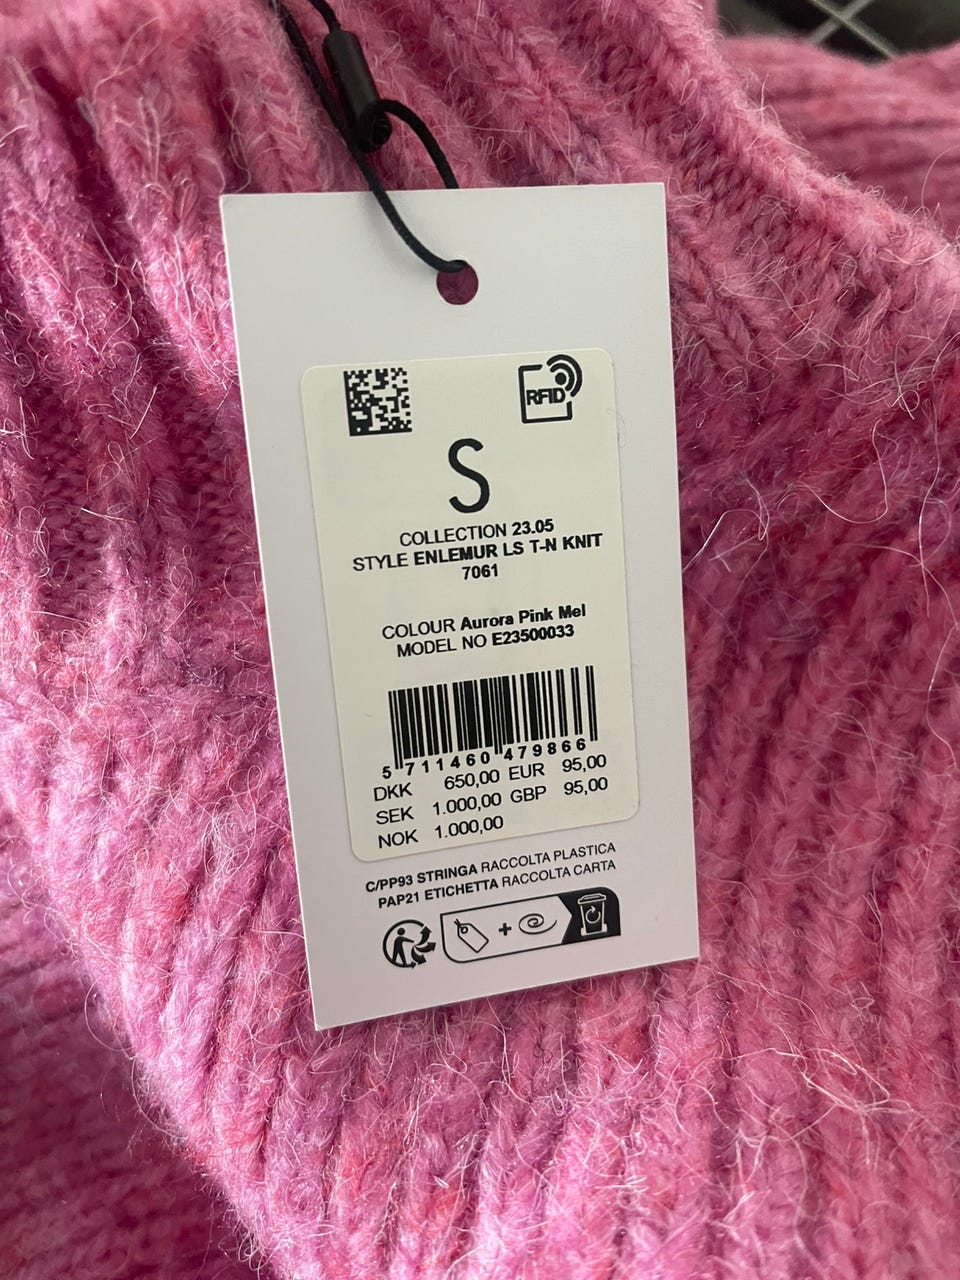 RFID
S
COLLECTION 23.05
STYLE ENLEMUR LS T-N KNIT
7061
COLOUR Aurora Pink Mel
MODEL NO E23500033
5 711460 479866
DKK 650,00 EUR 95,00
SEK 1.000,00 GBP 95,00
NOK 1.000,00
C/PP93 STRINGA RACCOLTA PLASTICA
PAP21 ETICHETTA RACCOLTA CARTA
+